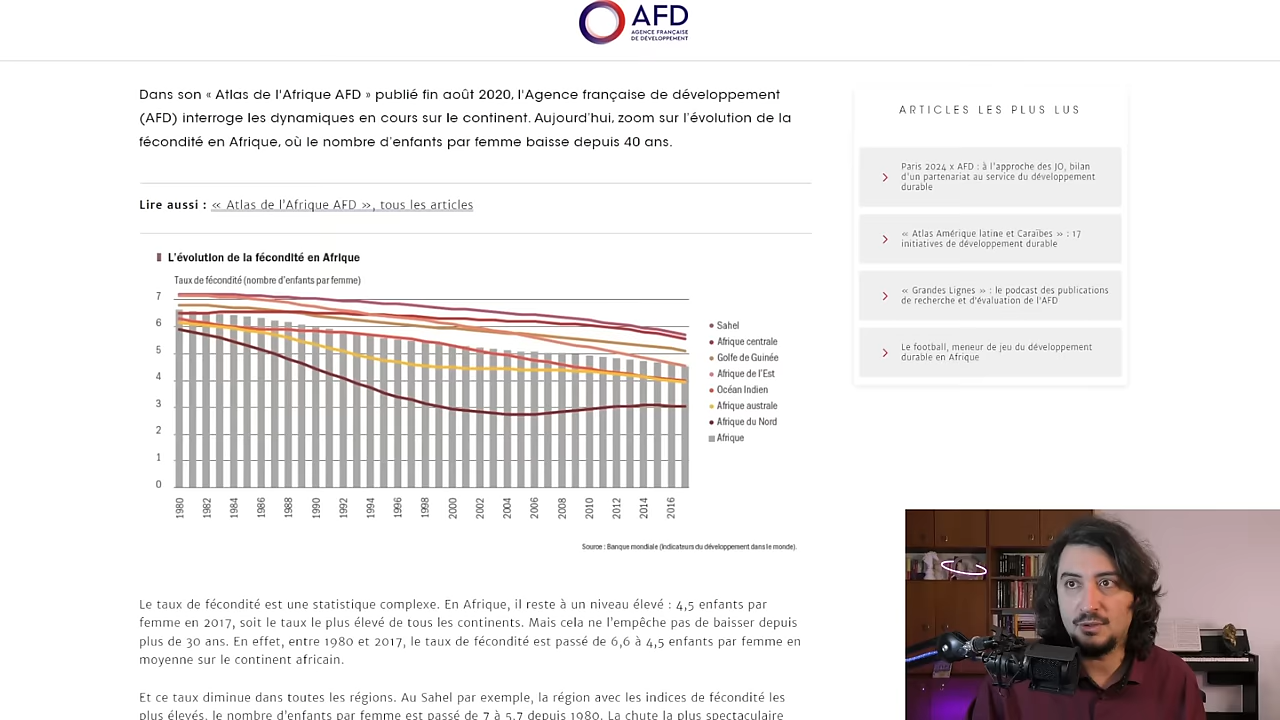 AFD
AGENCE FRANÇAISE
DE DÉVELOPPEMENT
Dans son « Atlas de l'Afrique AFD » publié fin août 2020, l'Agence française de développement
(AFD) interroge les dynamiques en cours sur le continent. Aujourd'hui, zoom sur l'évolution de la
fécondité en Afrique, où le nombre d'enfants par femme baisse depuis 40 ans.
Lire aussi : « Atlas de l'Afrique AFD », tous les articles
L'évolution de la fécondité en Afrique
Taux de fécondité (nombre d'enfants par femme)
7
6
5
4
3
2
1
0
1980 1982 1984 1986 1988 1990 1992 1994 1996 1998 2000 2002 2004 2006 2008 2010 2012 2014 2016
Sahel
Afrique centrale
Golfe de Guinée
Afrique de l'Est
Océan Indien
Afrique australe
Afrique du Nord
Afrique
Source : Banque mondiale (indicateurs du développement dans le monde).
Le taux de fécondité est une statistique complexe. En Afrique, il reste à un niveau élevé : 4,5 enfants par
femme en 2017, soit le taux le plus élevé de tous les continents. Mais cela ne l'empêche pas de baisser depuis
plus de 30 ans. En effet, entre 1980 et 2017, le taux de fécondité est passé de 6,6 à 4,5 enfants par femme en
moyenne sur le continent africain.
Et ce taux diminue dans toutes les régions. Au Sahel par exemple, la région avec les indices de fécondité les
plus élevés, le nombre d'enfants par femme est passé de 7 à 5,7 depuis 1980. La chute la plus spectaculaire
ARTICLES LES PLUS LUS
Paris 2024 x AFD : à l'approche des JO, bilan
d'un partenariat au service du développement
durable
« Atlas Amérique latine et Caraïbes » : 17
initiatives de développement durable
« Grandes Lignes » : le podcast des publications
de recherche et d'évaluation de l'AFD
Le football, meneur de jeu du développement
durable en Afrique